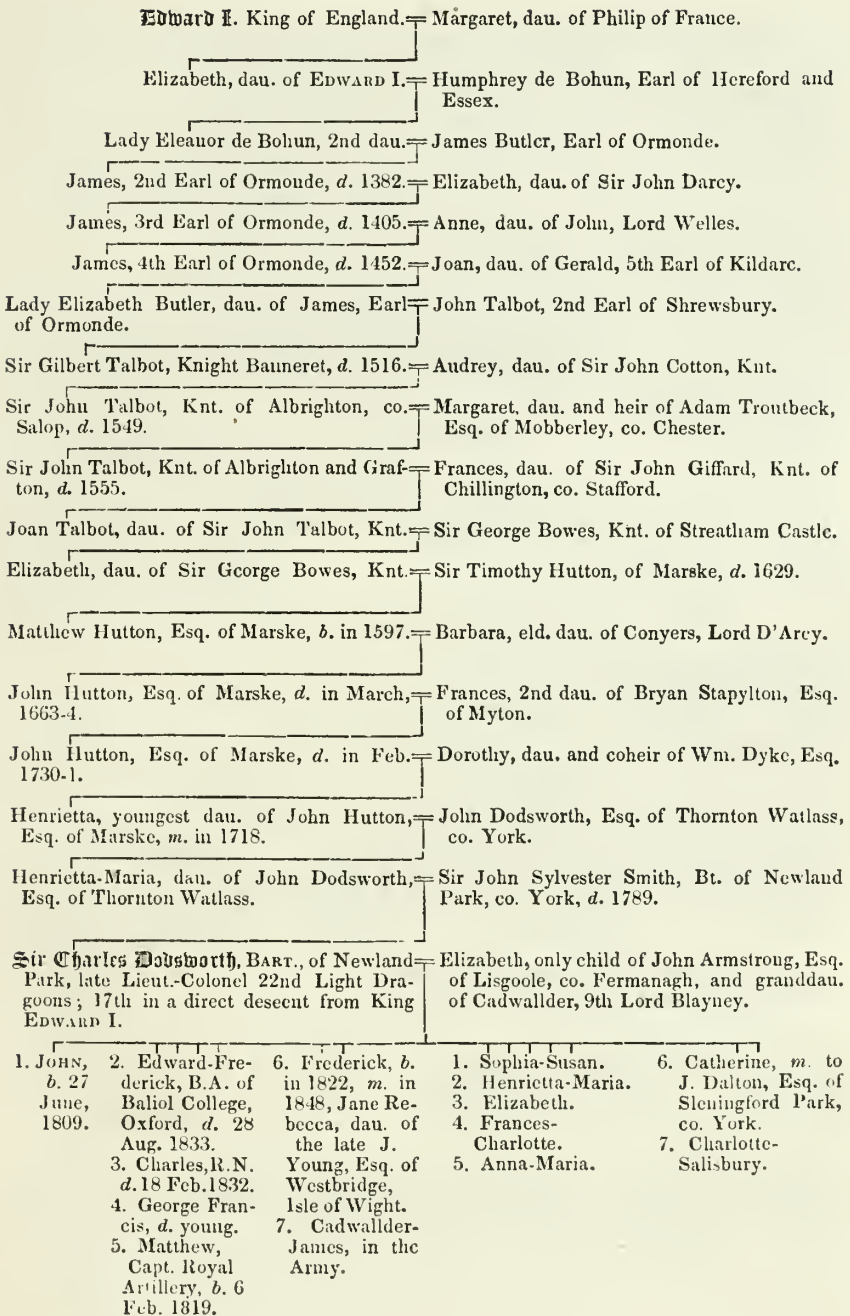 Edward I. King of England. Margaret, dau. of Philip of France.
Elizabeth, dau. of EDWARD I. Humphrey de Bohun, Earl of Hereford and
Essex.
Lady Eleanor de Bohun, 2nd dau. James Butler, Earl of Ormonde.
James, 2nd Earl of Ormonde, d. 1382. Elizabeth, dau. of Sir John Darcy.
James, 3rd Earl of Ormonde, d. 1405. Anne, dau. of John, Lord Welles.
James, 4th Earl of Ormonde, d. 1452. Joan, dau. of Gerald, 5th Earl of Kildare.
Lady Elizabeth Butler, dau. of James, Earl
of Ormonde.
John Talbot, 2nd Earl of Shrewsbury.
Sir Gilbert Talbot, Knight Banneret, d. 1516. Audrey, dau. of Sir John Cotton, Knt.
Sir John Talbot, Knt. of Albrighton, co.
Salop, d. 1549.
Margaret, dau. and heir of Adam Troutbeck,
Esq. of Mobberley, co. Chester.
Sir John Talbot, Knt. of Albrighton and Graf-
ton, d. 1555.
Frances, dau. of Sir John Giffard, Knt. of
Chillington, co. Stafford.
Joan Talbot, dau. of Sir John Talbot, Knt. Sir George Bowes, Knt. of Streatham Castle.
Elizabeth, dau. of Sir George Bowes, Knt. Sir Timothy Hutton, of Marske, d. 1629.
Matthew Hutton, Esq. of Marske, b. in 1597. Barbara, eld. dau. of Conyers, Lord D'Arcy.
John Hutton, Esq. of Marske, d. in March,
1663-4.
Frances, 2nd dau. of Bryan Stapylton, Esq.
of Myton.
John Hutton, Esq. of Marske, d. in Feb.
1730-1.
Dorothy, dau. and coheir of Wm. Dyke, Esq.
Henrietta, youngest dau. of John Hutton,
Esq. of Marske, m. in 1718.
John Dodsworth, Esq. of Thornton Watlass,
co. York.
Henrietta-Maria, dau. of John Dodsworth,
Esq. of Thornton Watlass.
Sir John Sylvester Smith, Bt. of Newland
Park, co. York, d. 1789.
Sir Charles Dodsworth, BART., of Newland
Park, late Lieut.-Colonel 22nd Light Dra-
goons; 17th in a direct descent from King
EDWARD I.
Elizabeth, only child of John Armstrong, Esq.
of Lisgoole, co. Fermanagh, and granddau.
of Cadwallder, 9th Lord Blayney.
1. JOHN,
b. 27
June,
1809.
2. Edward-Fre-
derick, B.A. of
Baliol College,
Oxford, d. 28
Aug. 1833.
3. Charles, R.N.
d. 18 Feb. 1832.
4. George Fran-
cis, d. young.
5. Matthew,
Capt. Royal
Artillery, b. 6
Feb. 1819.
6. Frederick, b.
in 1822, m. in
1848, Jane Re-
becca, dau. of
the late J.
Young, Esq. of
Westbridge,
Isle of Wight.
7. Cadwallder-
James, in the
Army.
1. Sophia-Susan.
2. Henrietta-Maria.
3. Elizabeth.
4. Frances-
Charlotte.
5. Anna-Maria.
6. Catherine, m. to
J. Dalton, Esq. of
Sleningford Park,
co. York.
7. Charlotte-
Salisbury.